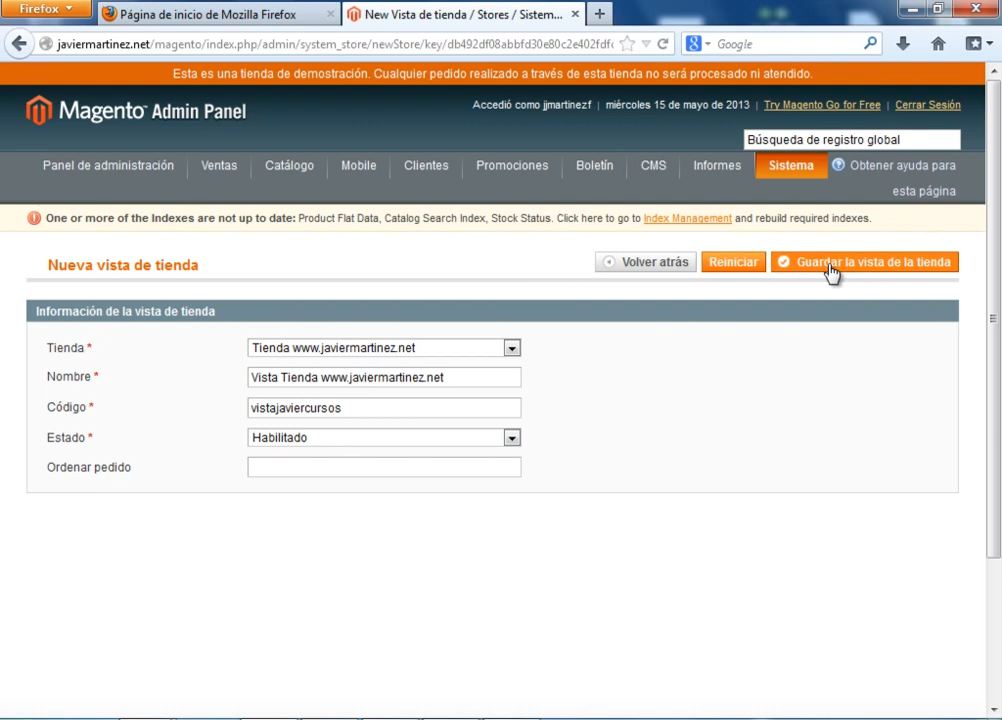 Firefox
Página de inicio de Mozilla Firefox
New Vista de tienda / Stores / Sistem...
javiermartinez.net/magento/index.php/admin/system_store/newStore/key/db492df08abbfd30e80c2e402fdf
Google
Esta es una tienda de demostración. Cualquier pedido realizado a través de esta tienda no será procesado ni atendido.
Magento Admin Panel
Accedió como jjmartinezf | miércoles 15 de mayo de 2013 | Try Magento Go for Free | Cerrar Sesión
Búsqueda de registro global
Panel de administración Ventas Catálogo Mobile Clientes Promociones Boletín CMS Informes Sistema Obtener ayuda para
esta página
One or more of the Indexes are not up to date: Product Flat Data, Catalog Search Index, Stock Status. Click here to go to Index Management and rebuild required indexes.
Nueva vista de tienda
Volver atrás Reiniciar Guardar la vista de la tienda
Información de la vista de tienda
Tienda * Tienda www.javiermartinez.net
Nombre * Vista Tienda www.javiermartinez.net
Código * vistajaviercursos
Estado * Habilitado
Ordenar pedido